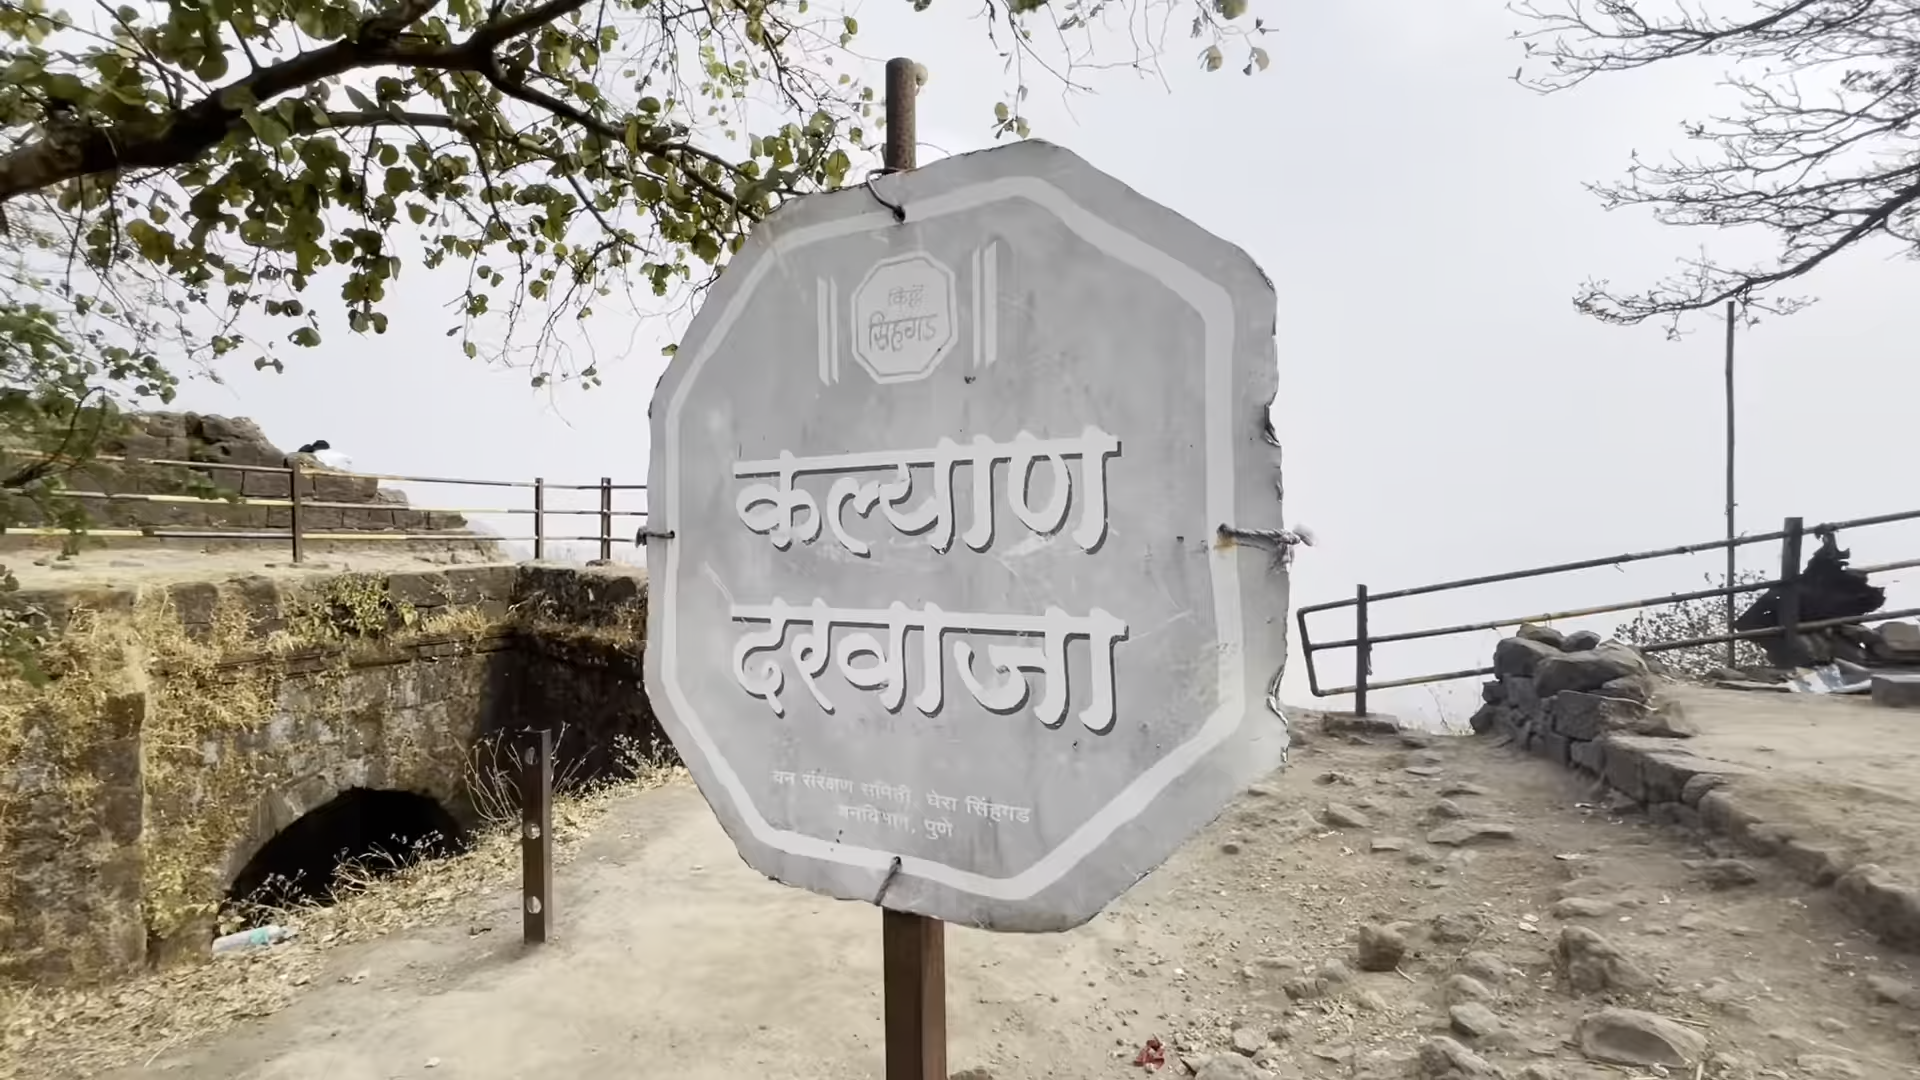 किल्ले
सिंहगड
कल्याण
दरवाजा
वन संरक्षण समिती, घेरा सिंहगड
वनविभाग, पुणे